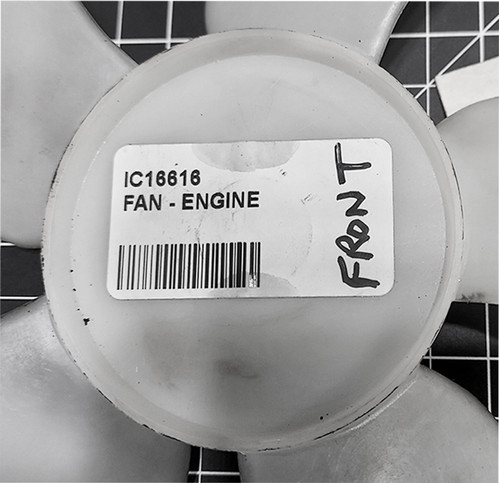 IC16616
FAN - ENGINE
FRONT